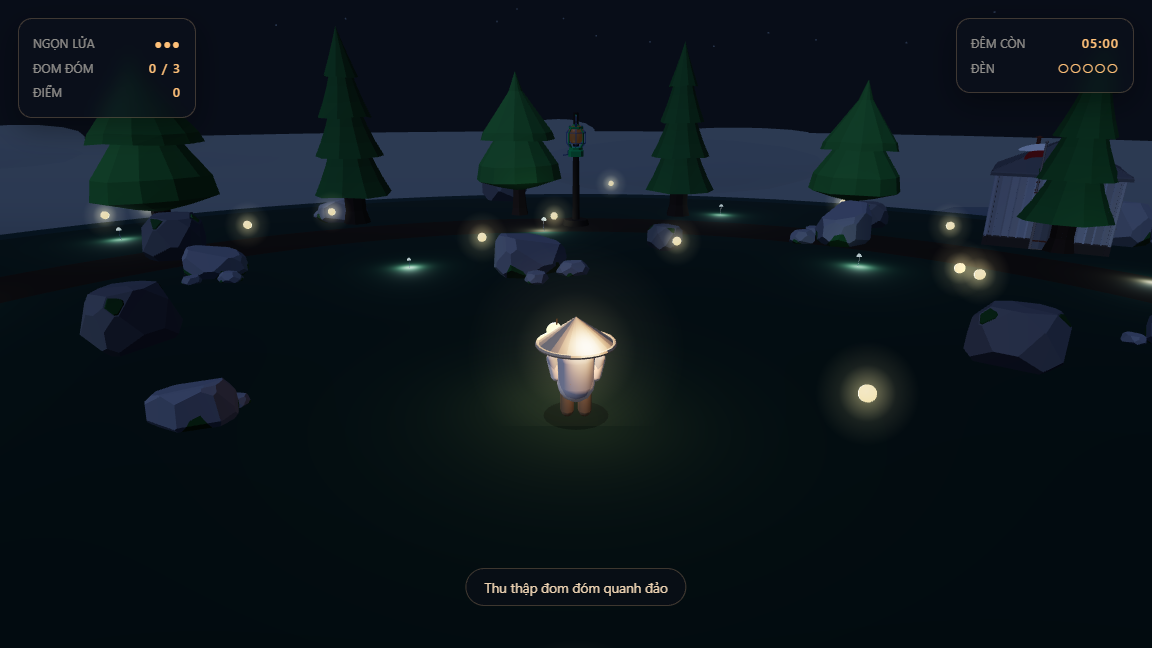 NGỌN LỬA ●●●
ĐOM ĐÓM 0 / 3
ĐIỂM 0
ĐÊM CÒN 05:00
ĐÈN ○○○○○
Thu thập đom đóm quanh đảo